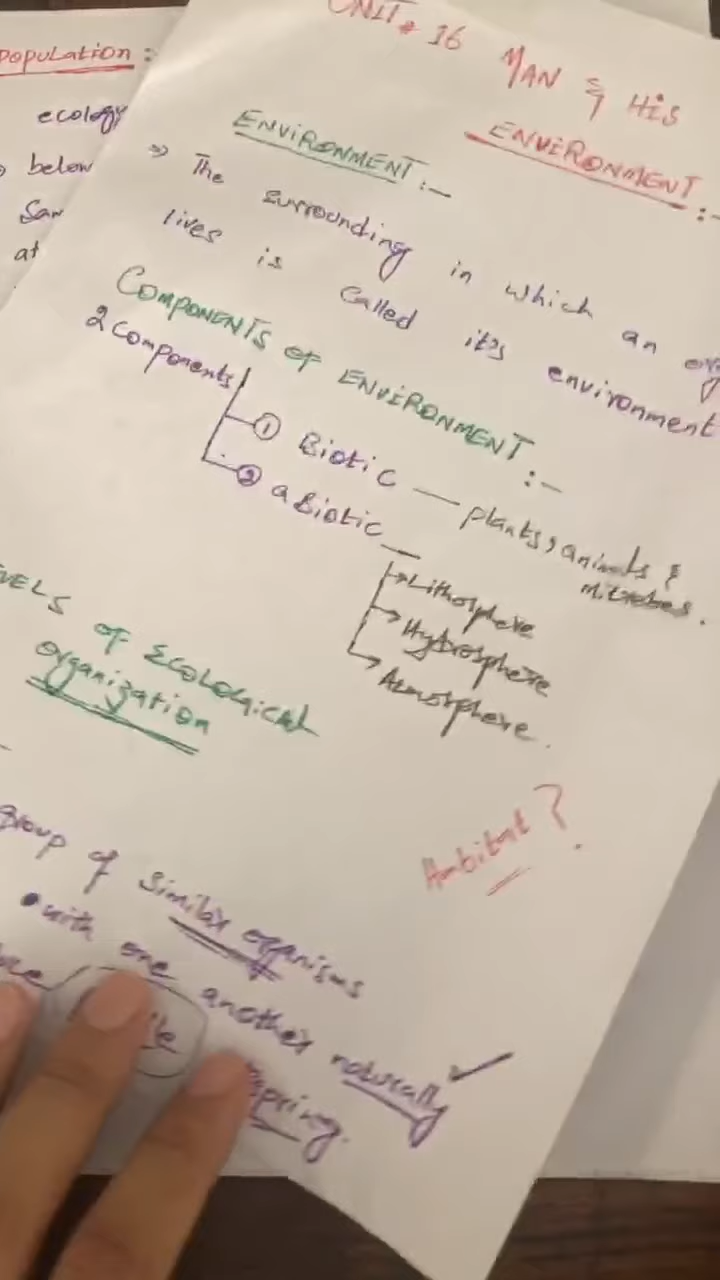 Population :
ecology
below
Sam
at
UNIT # 16 MAN & HIS
ENVIRONMENT :-
ENVIRONMENT :-
⇒ The surrounding in which an
lives is called it's environment
COMPONENTS OF ENVIRONMENT :-
2 Components
① Biotic — plants, animals &
microbes.
② aBiotic
→ Lithosphere
→ Hydrosphere
→ Atmosphere.
OF ECOLOGICAL
organization
Habitat ?
group of similar organisms
• with one another naturally